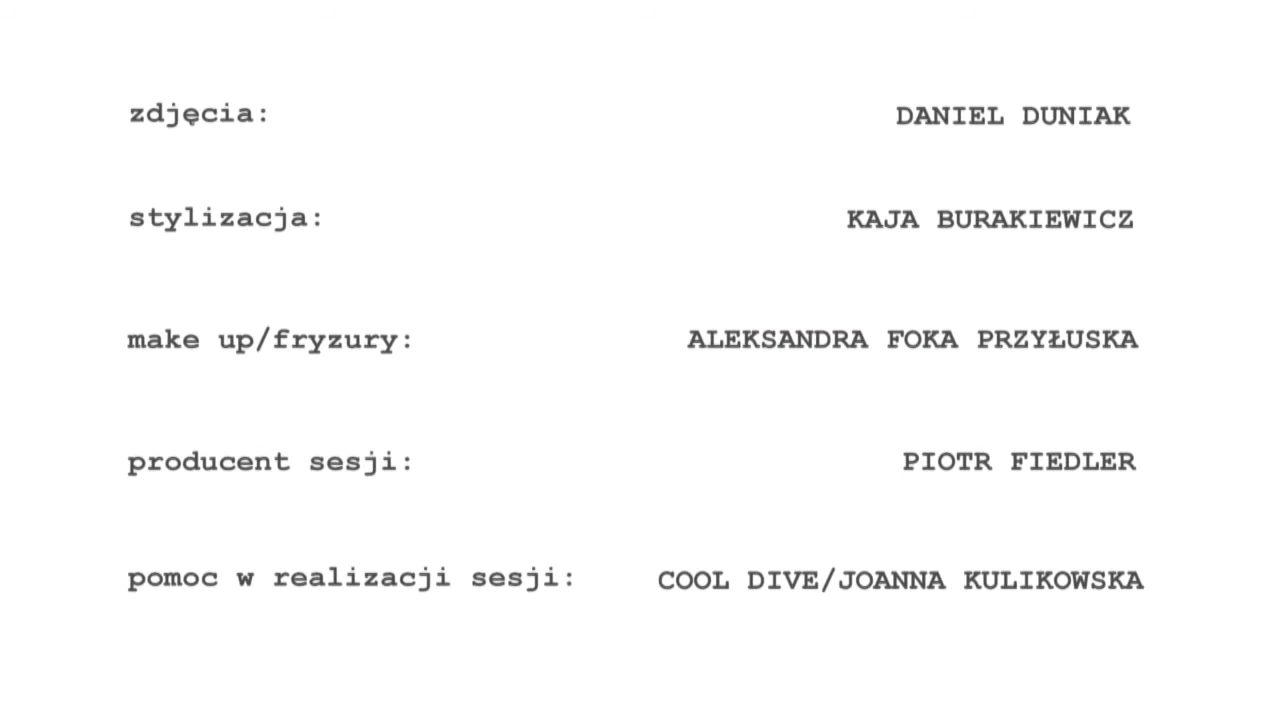 zdjęcia: DANIEL DUNIAK
stylizacja: KAJA BURAKIEWICZ
make up/fryzury: ALEKSANDRA FOKA PRZYŁUSKA
producent sesji: PIOTR FIEDLER
pomoc w realizacji sesji: COOL DIVE/JOANNA KULIKOWSKA